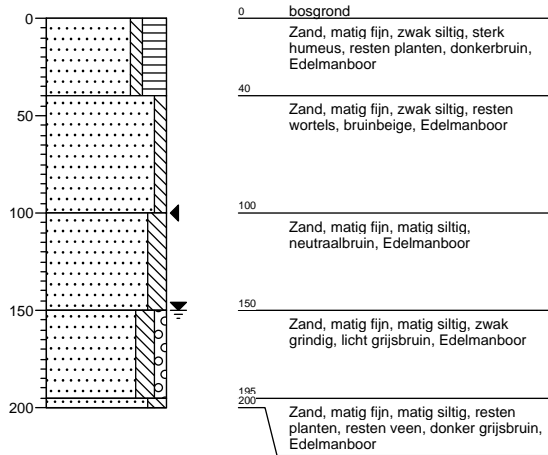 0
50
100
150
200
0 bosgrond
Zand, matig fijn, zwak siltig, sterk
humeus, resten planten, donkerbruin,
Edelmanboor
40
Zand, matig fijn, zwak siltig, resten
wortels, bruinbeige, Edelmanboor
100
Zand, matig fijn, matig siltig,
neutraalbruin, Edelmanboor
150
Zand, matig fijn, matig siltig, zwak
grindig, licht grijsbruin, Edelmanboor
195
200
Zand, matig fijn, matig siltig, resten
planten, resten veen, donker grijsbruin,
Edelmanboor